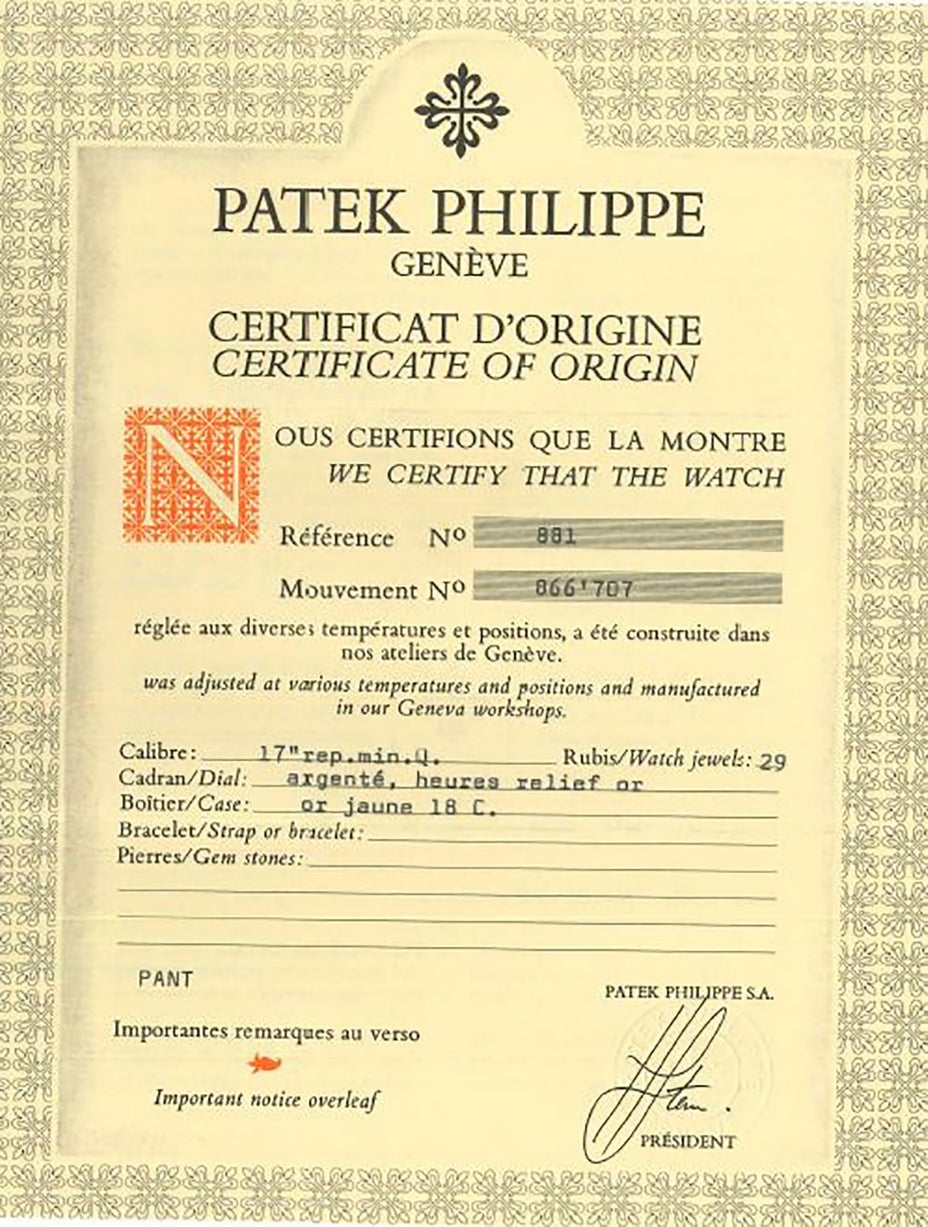 PATEK PHILIPPE
GENÈVE
CERTIFICAT D'ORIGINE
CERTIFICATE OF ORIGIN
NOUS CERTIFIONS QUE LA MONTRE
WE CERTIFY THAT THE WATCH
Référence Nº 881
Mouvement Nº 866'707
réglée aux diverses températures et positions, a été construite dans
nos ateliers de Genève.
was adjusted at various temperatures and positions and manufactured
in our Geneva workshops.
Calibre: 17"rep.min.Q. Rubis/Watch jewels: 29
Cadran/Dial: argenté, heures relief or
Boîtier/Case: or jaune 18 C.
Bracelet/Strap or bracelet:
Pierres/Gem stones:
PANT
PATEK PHILIPPE S.A.
Importantes remarques au verso
Important notice overleaf
Stern.
PRÉSIDENT